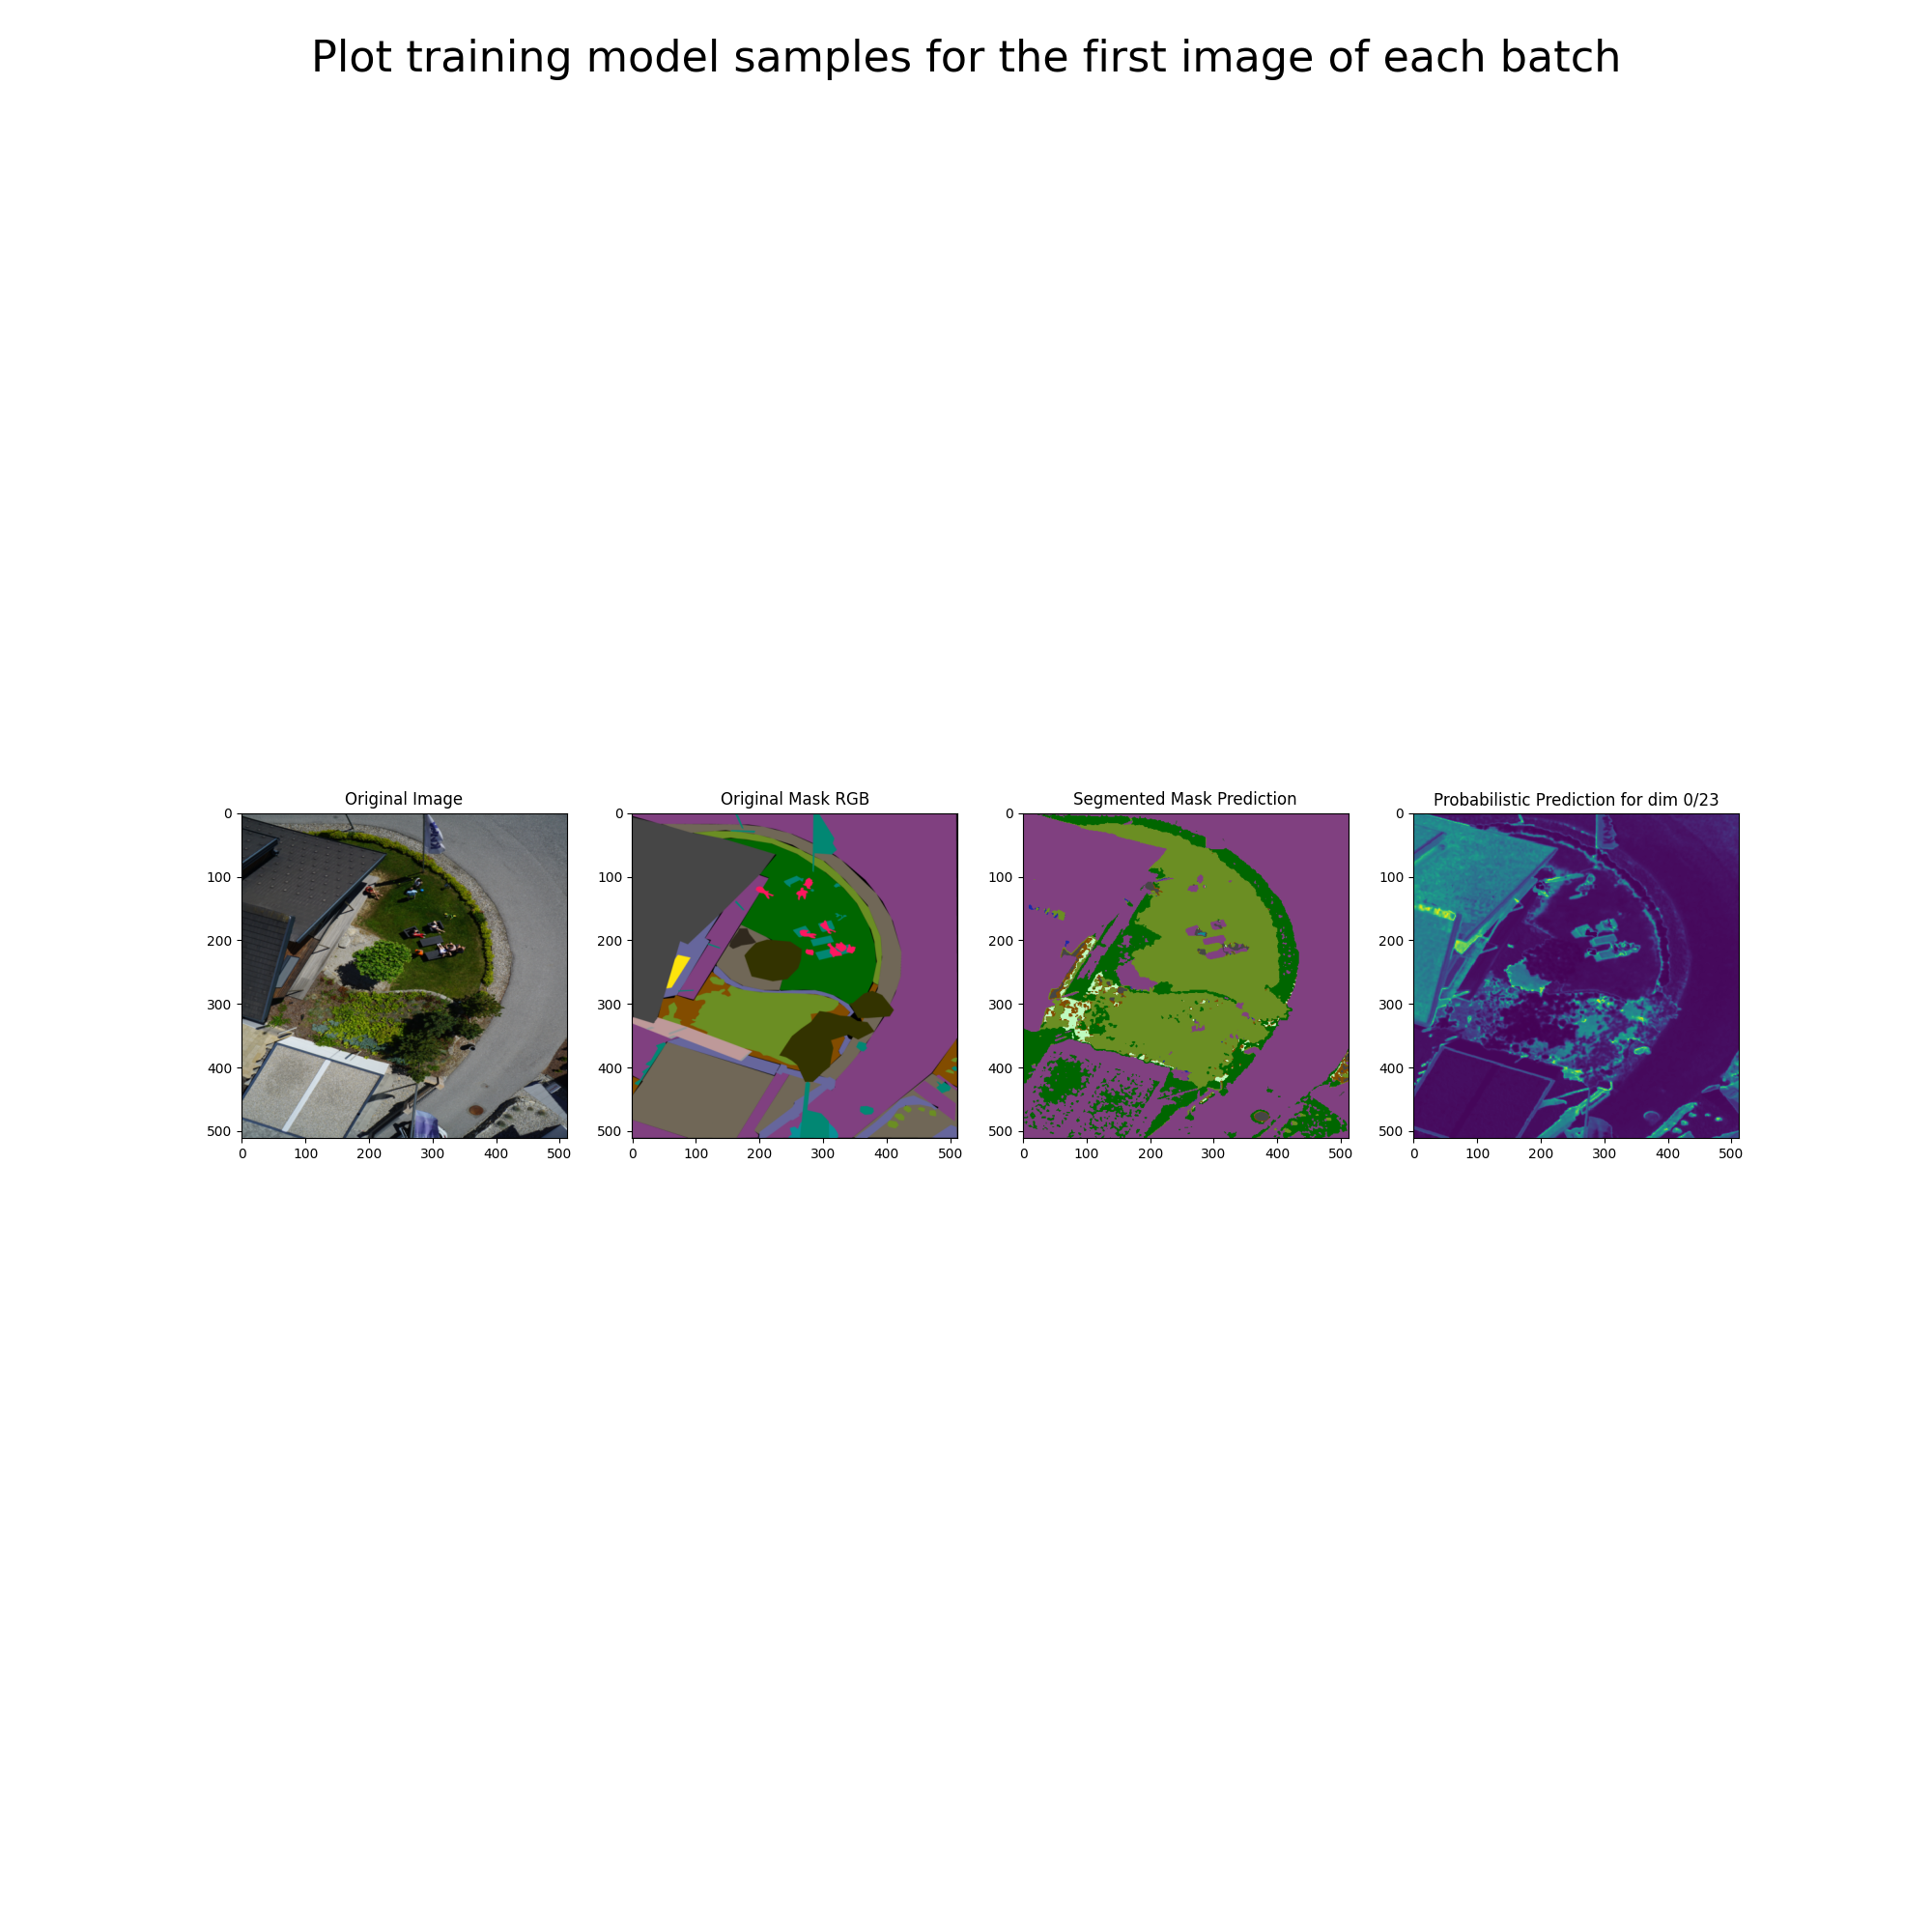 Plot training model samples for the first image of each batch
Original Image
Original Mask RGB
Segmented Mask Prediction
Probabilistic Prediction for dim 0/23
0
100
200
300
400
500
0 100 200 300 400 500
0
100
200
300
400
500
0 100 200 300 400 500
0
100
200
300
400
500
0 100 200 300 400 500
0
100
200
300
400
500
0 100 200 300 400 500